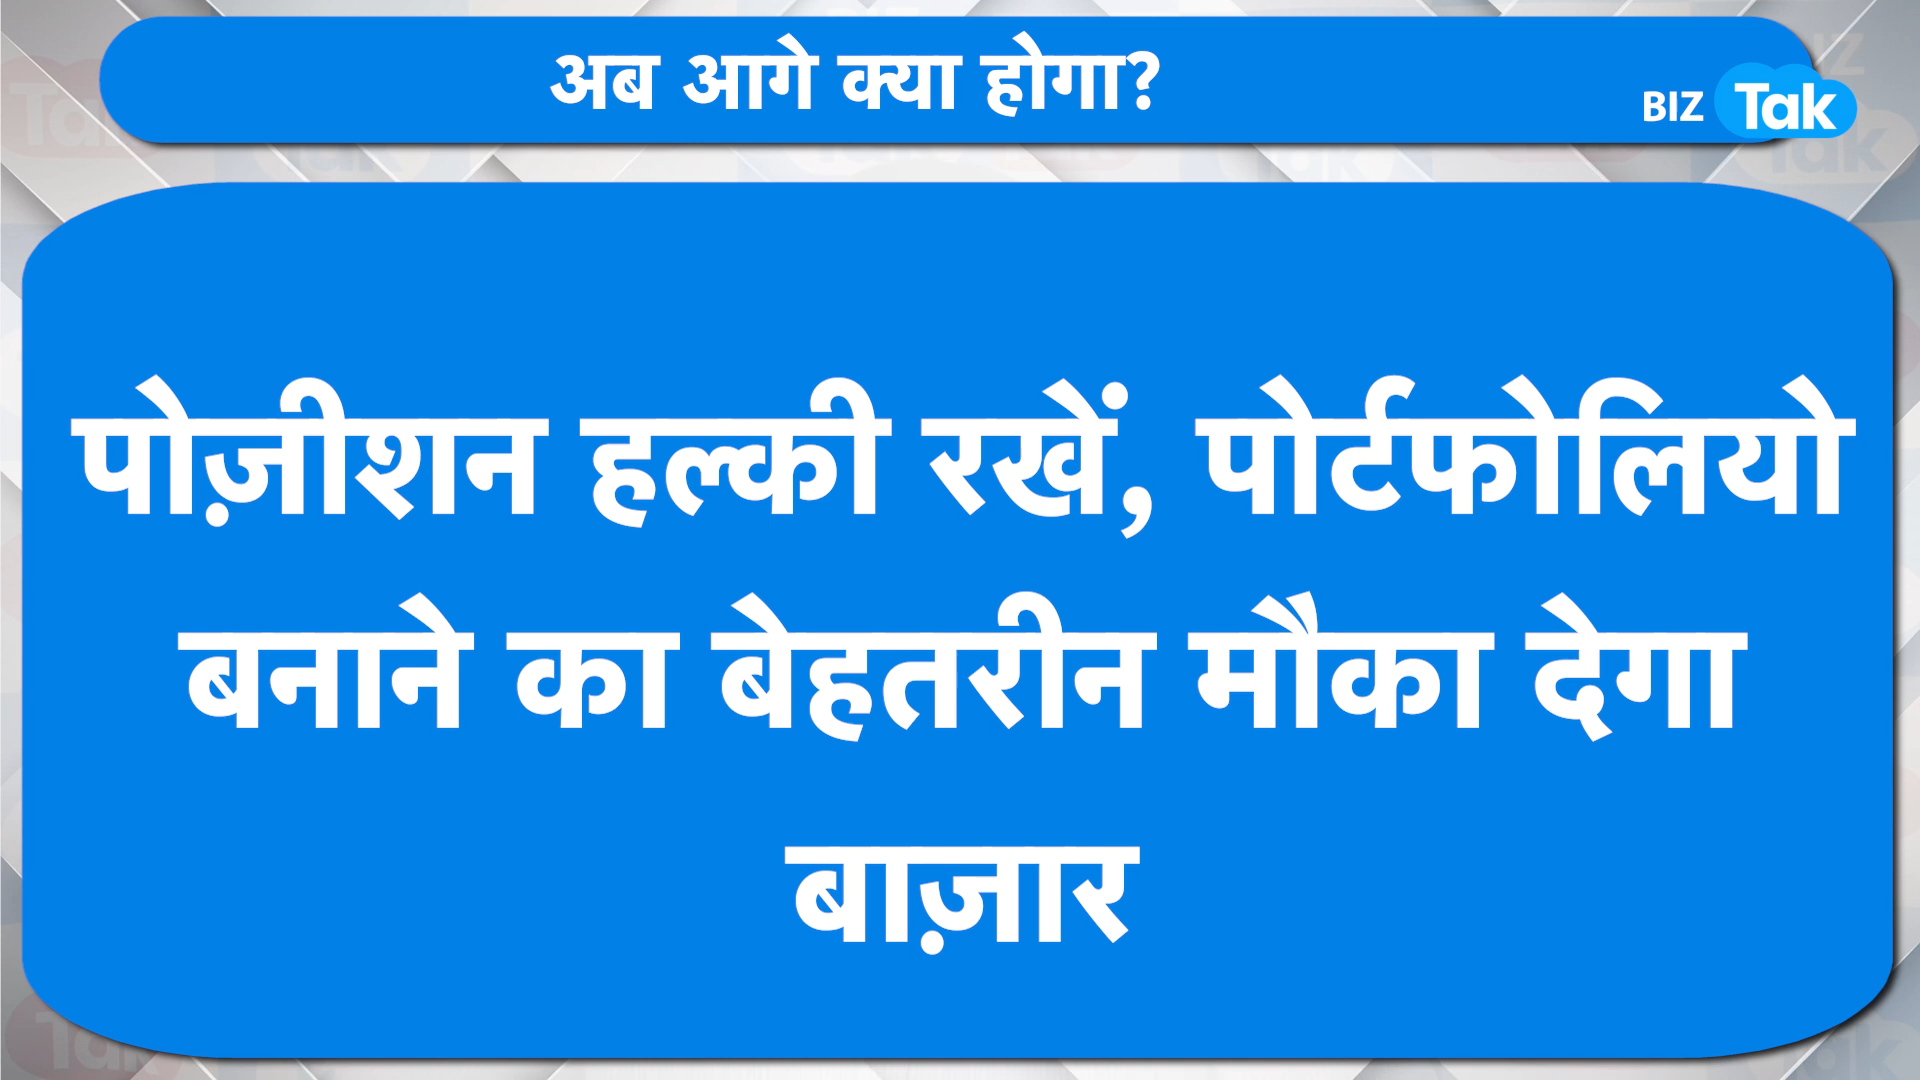 अब आगे क्या होगा?
BIZ Tak
पोज़ीशन हल्की रखें, पोर्टफोलियो
बनाने का बेहतरीन मौका देगा
बाज़ार